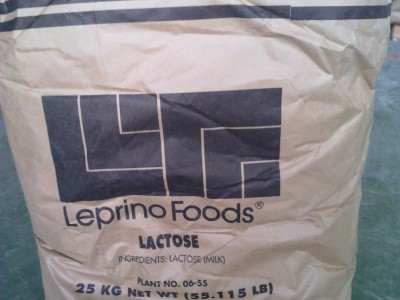 Leprino Foods®
LACTOSE
INGREDIENTS: LACTOSE (MILK)
PLANT NO. 06-55
25 KG NET WT (55.115 LB)